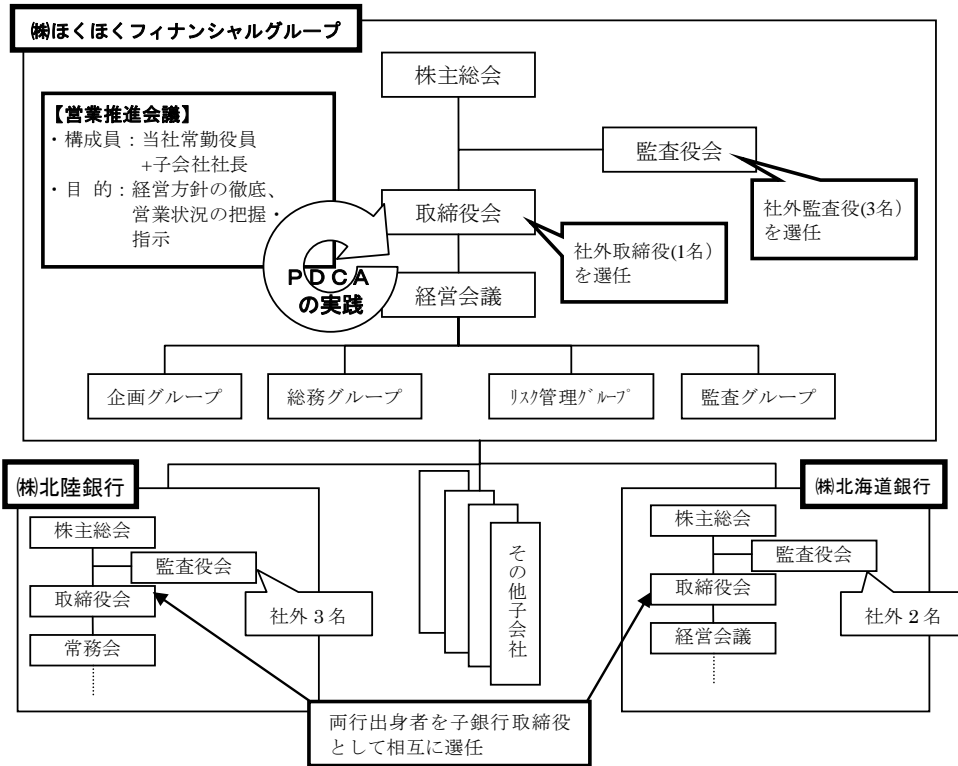 ㈱ほくほくフィナンシャルグループ
株主総会
【営業推進会議】
・構成員：当社常勤役員
+子会社社長
・目 的：経営方針の徹底、
営業状況の把握・
指示
監査役会
社外監査役(3名)
を選任
取締役会
社外取締役(1名)
を選任
ＰＤＣＡ
の実践
経営会議
企画グループ
総務グループ
ﾘｽｸ管理ｸﾞﾙｰﾌﾟ
監査グループ
㈱北陸銀行
株主総会
監査役会
取締役会
社外 3 名
常務会
その他子会社
㈱北海道銀行
株主総会
監査役会
取締役会
社外 2 名
経営会議
両行出身者を子銀行取締役
として相互に選任